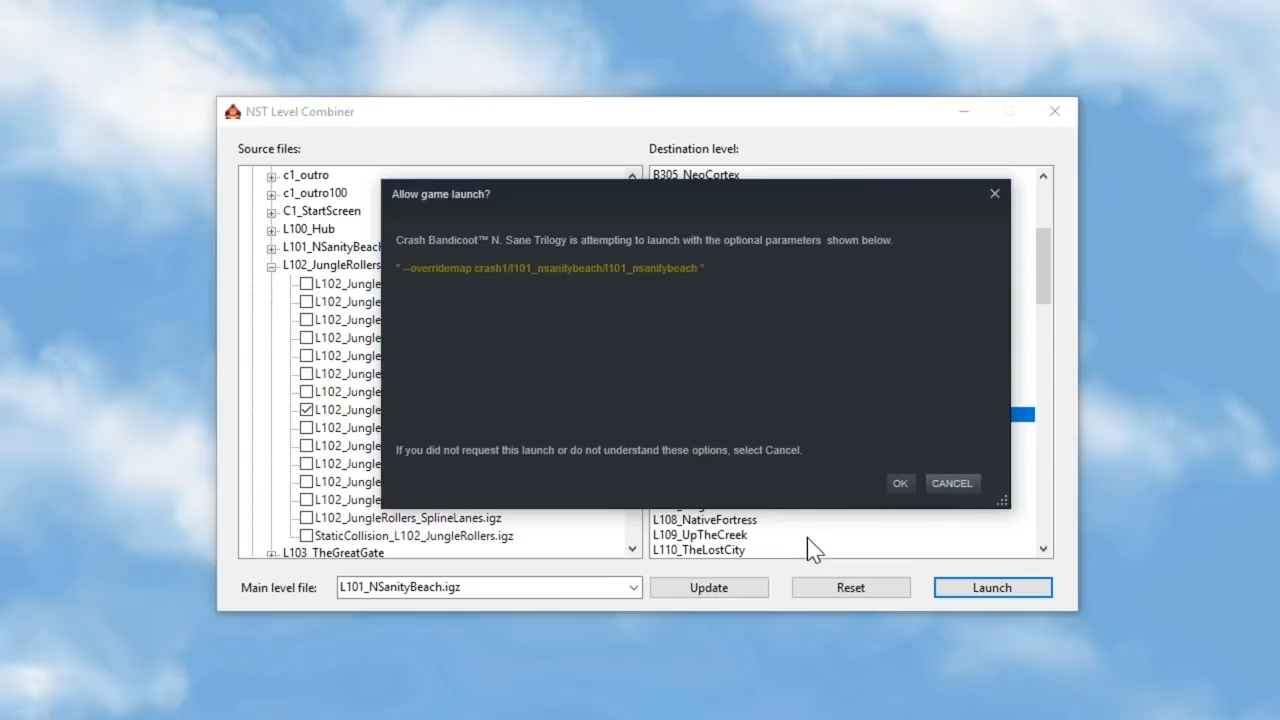 NST Level Combiner
Source files:
Destination level:
c1_outro
c1_outro100
C1_StartScreen
L100_Hub
L101_NSanityBeach
L102_JungleRollers
L102_Jungle
L102_Jungle
L102_Jungle
L102_Jungle
L102_Jungle
L102_Jungle
L102_Jungle
L102_Jungle
L102_Jungle
L102_Jungle
L102_Jungle
L102_Jungle
L102_Jungle
L102_JungleRollers_SplineLanes.igz
StaticCollision_L102_JungleRollers.igz
L103_TheGreatGate
B305_NeoCortex
Allow game launch?
Crash Bandicoot™ N. Sane Trilogy is attempting to launch with the optional parameters shown below.
" --overridemap crash1/l101_nsanitybeach/l101_nsanitybeach "
If you did not request this launch or do not understand these options, select Cancel.
OK
CANCEL
L108_NativeFortress
L109_UpTheCreek
L110_TheLostCity
Main level file:
L101_NSanityBeach.igz
Update
Reset
Launch